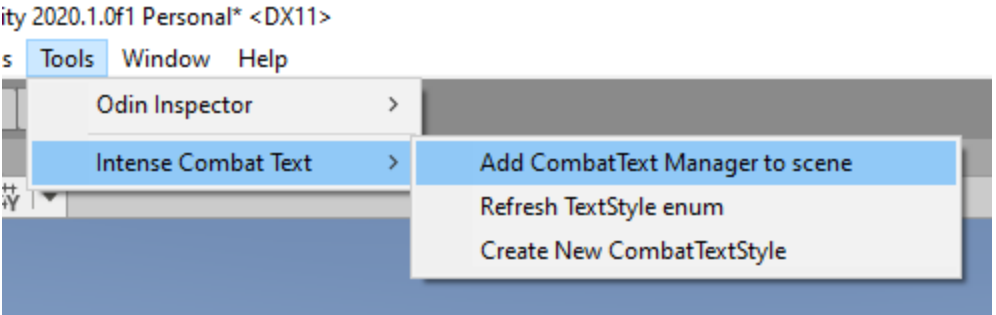 ity 2020.1.0f1 Personal* <DX11>
s Tools Window Help
Odin Inspector >
Intense Combat Text > Add CombatText Manager to scene
Refresh TextStyle enum
Create New CombatTextStyle